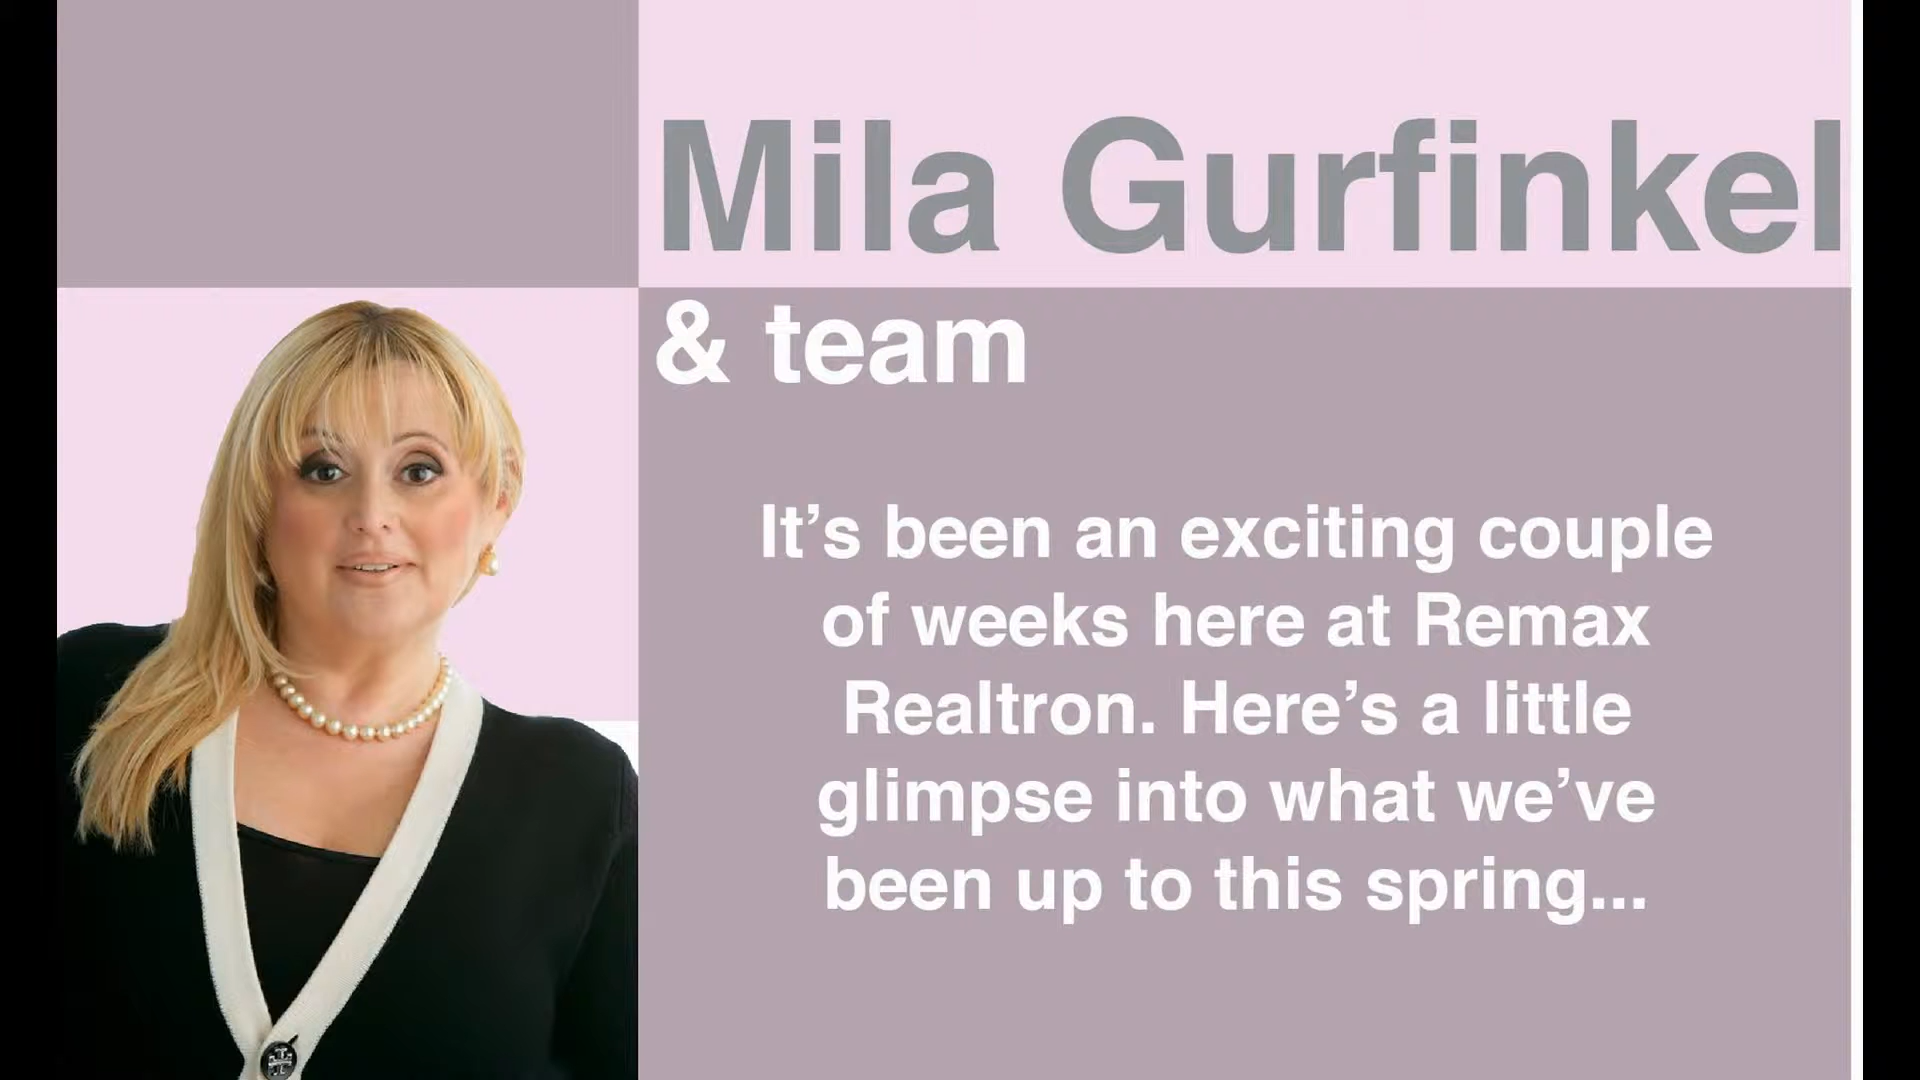 Mila Gurfinkel
& team
It’s been an exciting couple
of weeks here at Remax
Realtron. Here’s a little
glimpse into what we’ve
been up to this spring...